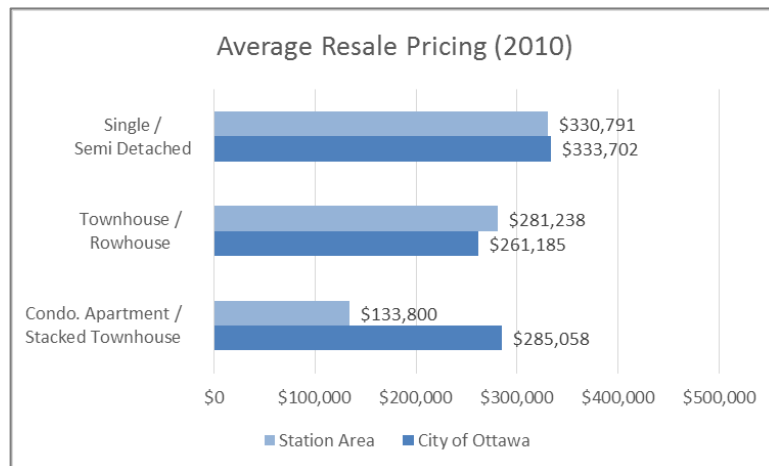 Average Resale Pricing (2010)
Single /
Semi Detached
$330,791
$333,702
Townhouse /
Rowhouse
$281,238
$261,185
Condo. Apartment /
Stacked Townhouse
$133,800
$285,058
$0 $100,000 $200,000 $300,000 $400,000 $500,000
Station Area City of Ottawa